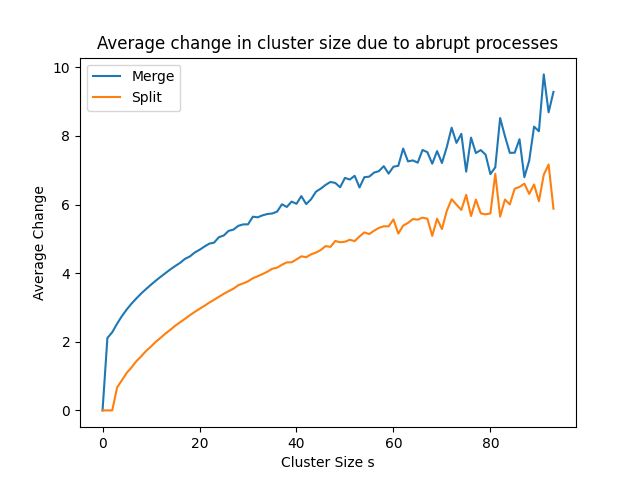 Average change in cluster size due to abrupt processes
Merge
Split
Average Change
10
8
6
4
2
0
0 20 40 60 80
Cluster Size s